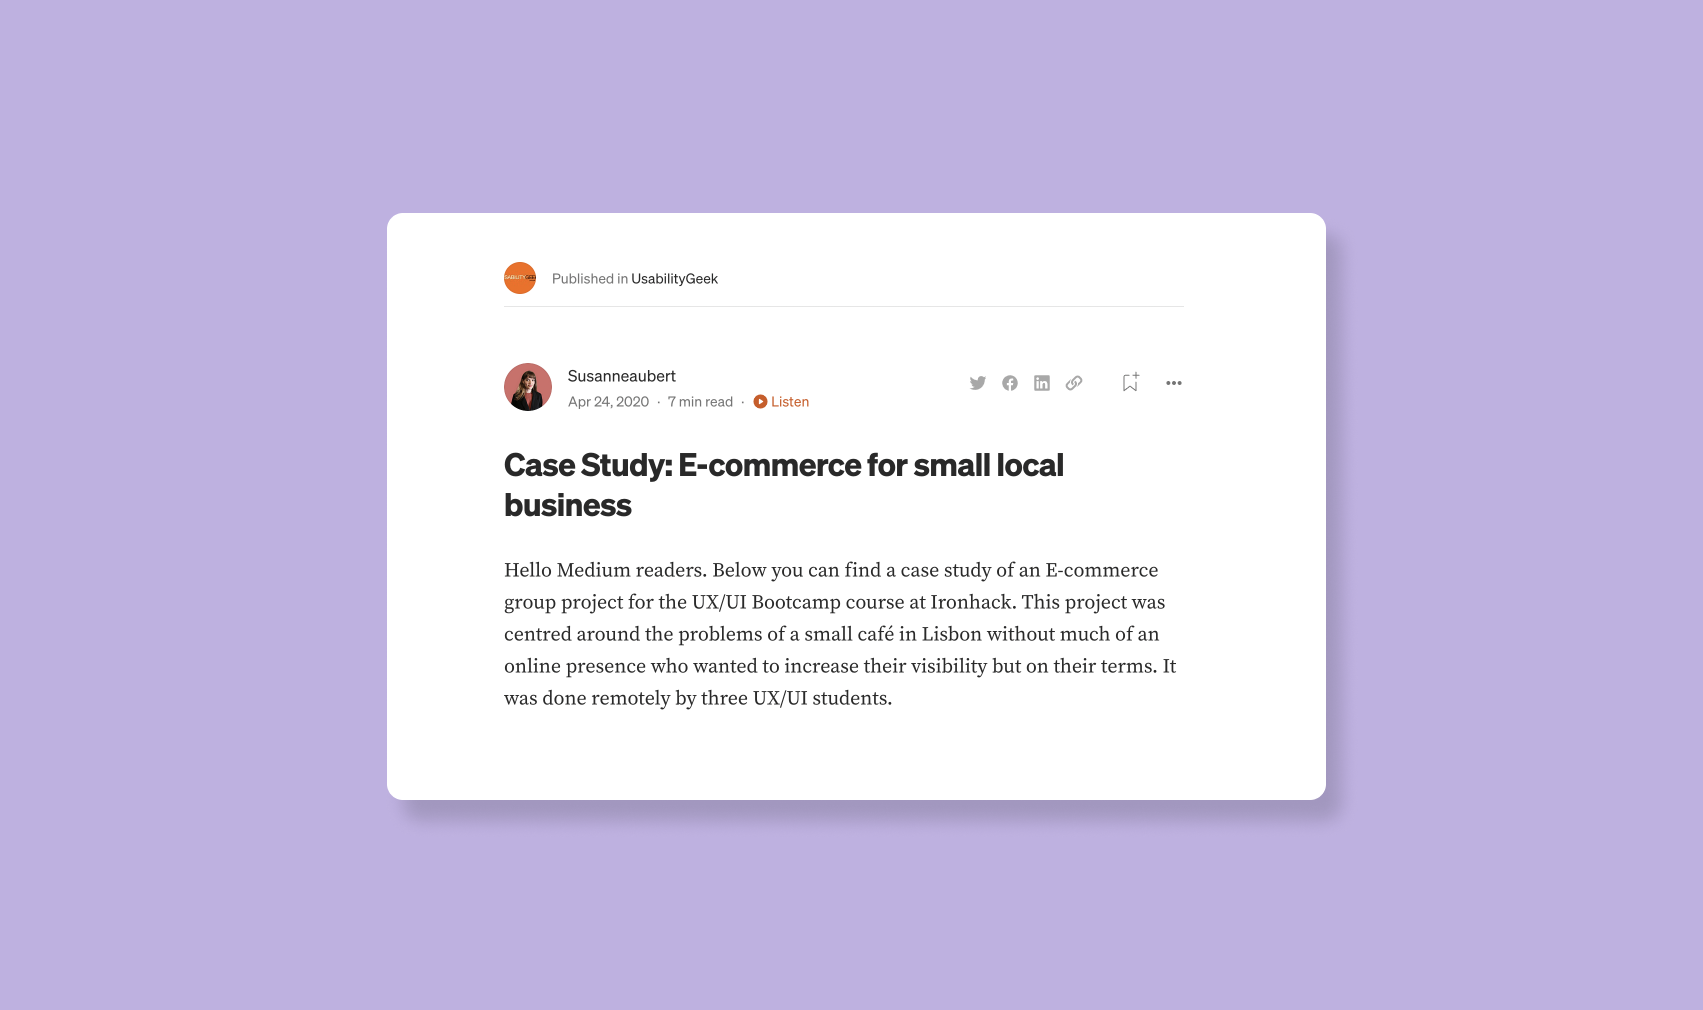 Published in UsabilityGeek
Susanneaubert
Apr 24, 2020 · 7 min read · Listen
Case Study: E-commerce for small local
business
Hello Medium readers. Below you can find a case study of an E-commerce
group project for the UX/UI Bootcamp course at Ironhack. This project was
centred around the problems of a small café in Lisbon without much of an
online presence who wanted to increase their visibility but on their terms. It
was done remotely by three UX/UI students.